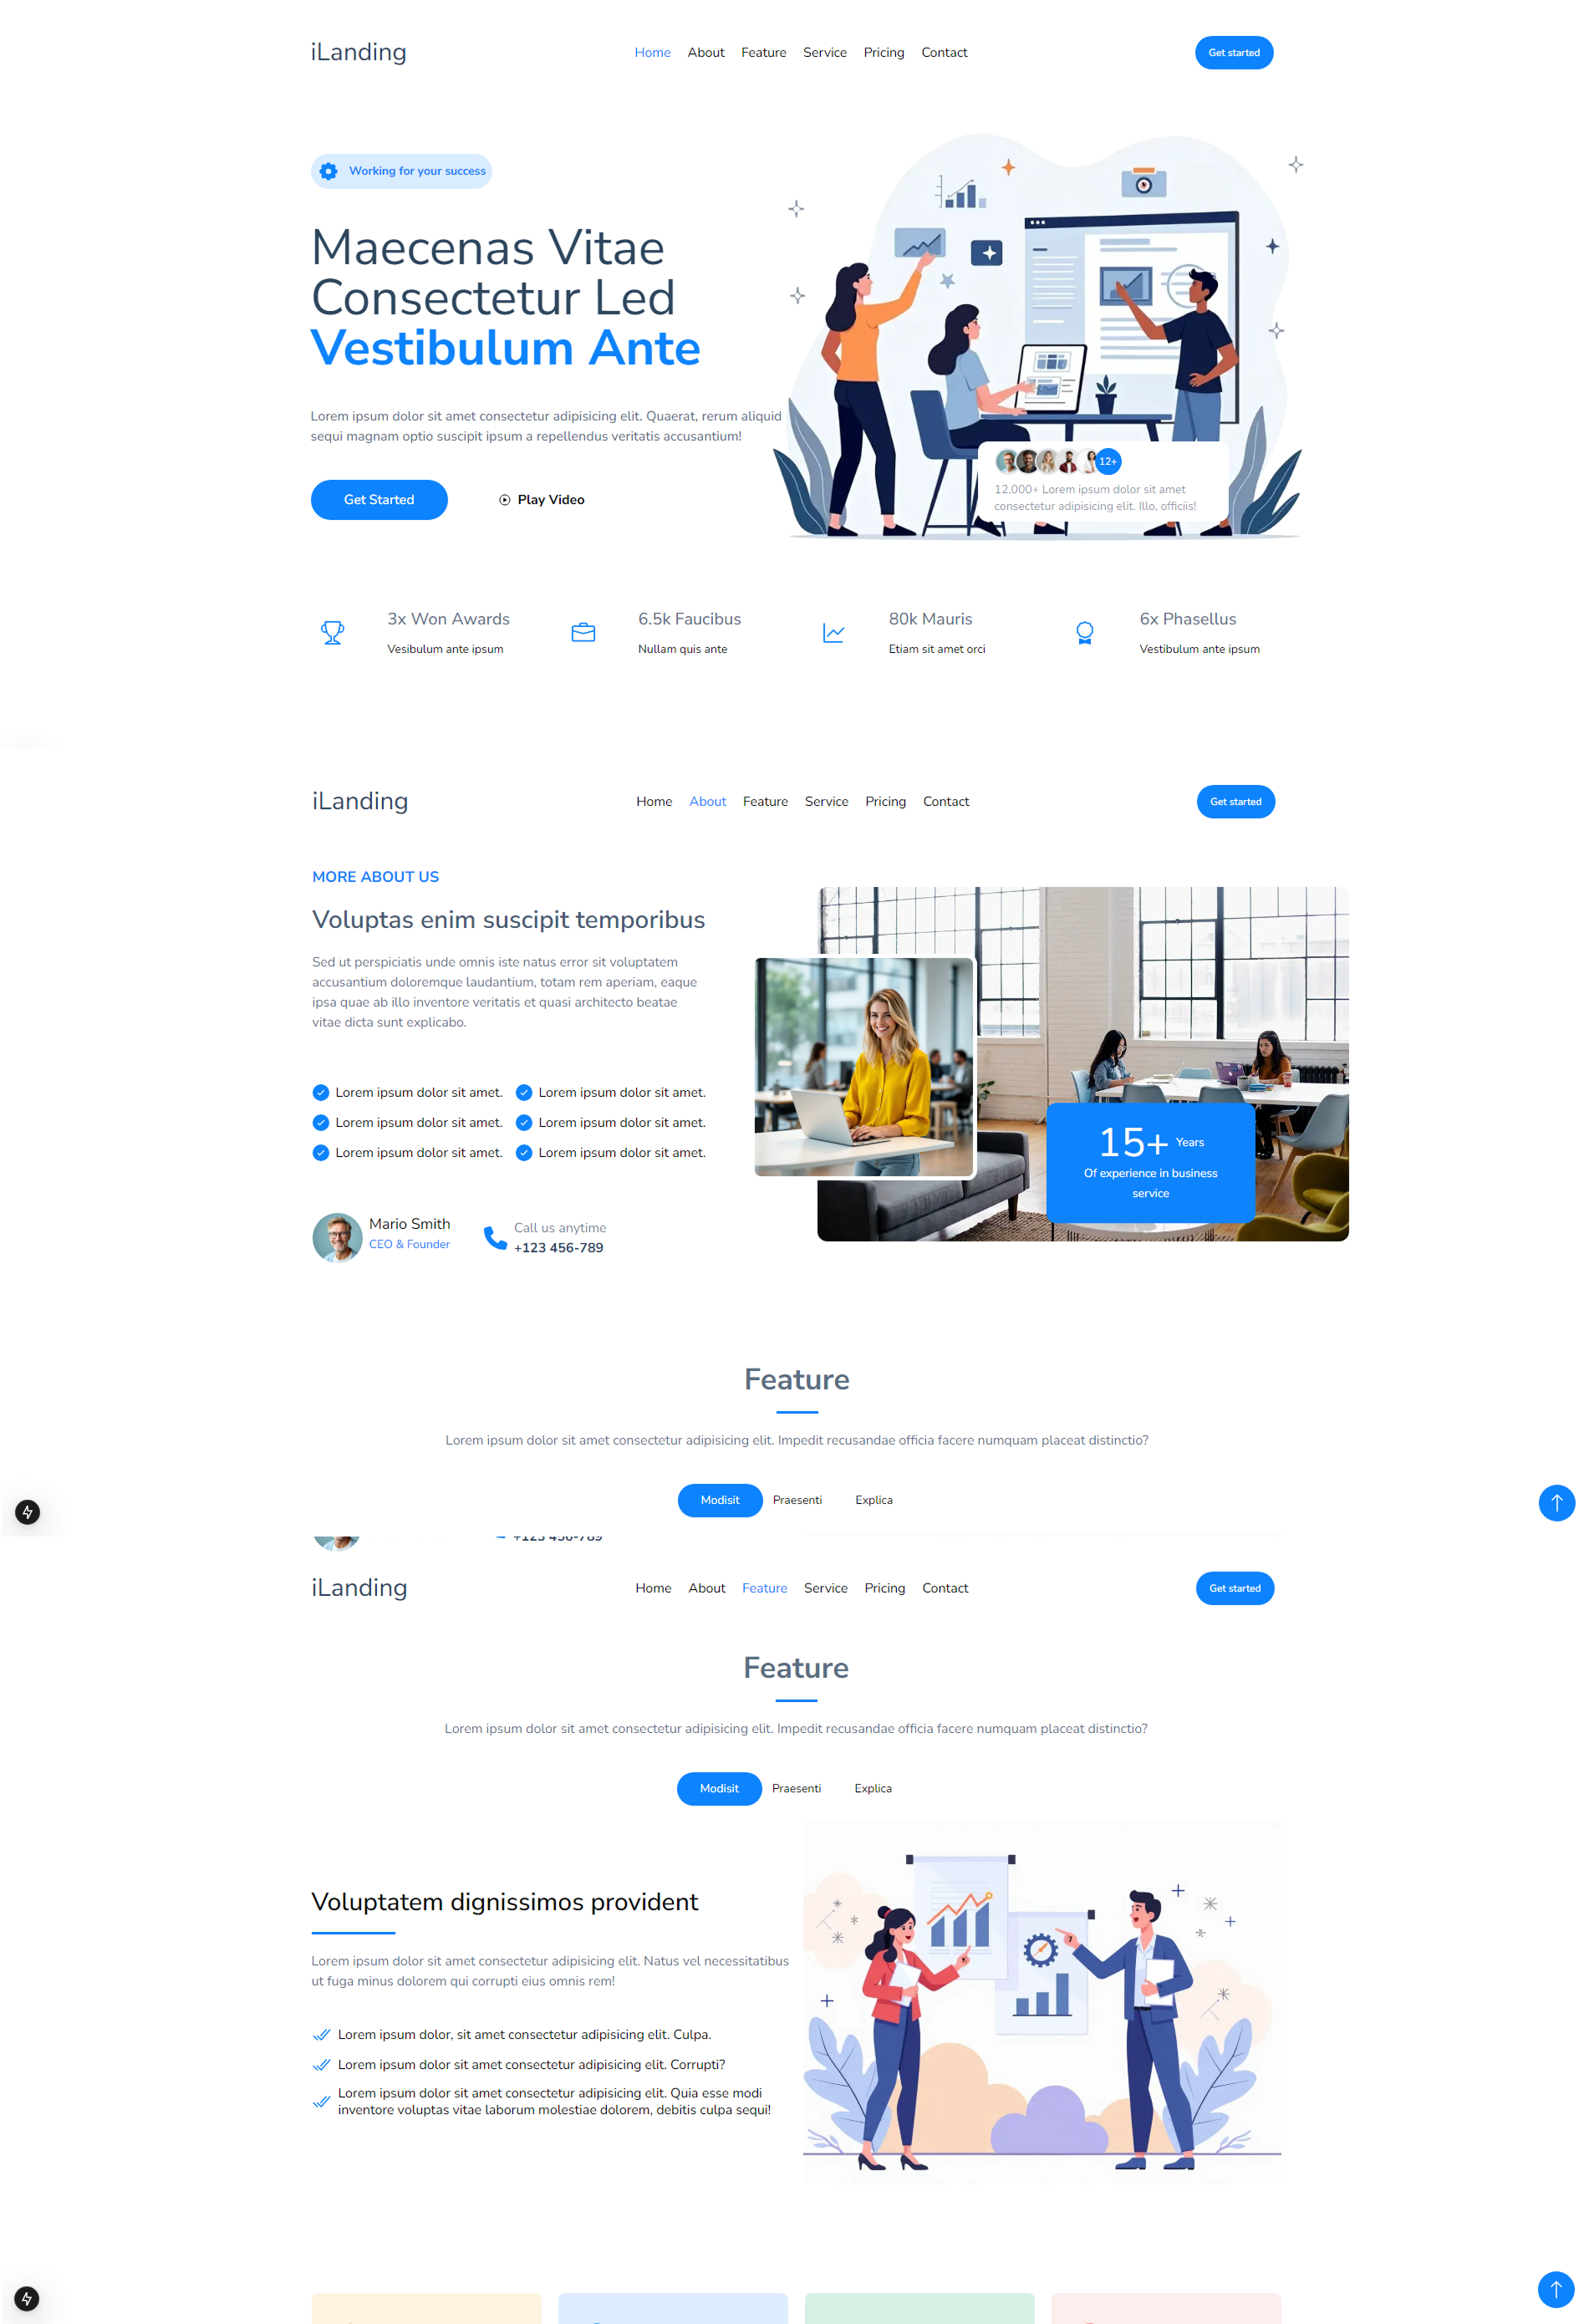 iLanding
Home About Feature Service Pricing Contact
Get started
Working for your success
Maecenas Vitae
Consectetur Led
Vestibulum Ante
Lorem ipsum dolor sit amet consectetur adipisicing elit. Quaerat, rerum aliquid
sequi magnam optio suscipit ipsum a repellendus veritatis accusantium!
Get Started
Play Video
12+
12,000+ Lorem ipsum dolor sit amet
consectetur adipisicing elit. Illo, officiis!
3x Won Awards
Vesibulum ante ipsum
6.5k Faucibus
Nullam quis ante
80k Mauris
Etiam sit amet orci
6x Phasellus
Vestibulum ante ipsum
iLanding
Home About Feature Service Pricing Contact
Get started
MORE ABOUT US
Voluptas enim suscipit temporibus
Sed ut perspiciatis unde omnis iste natus error sit voluptatem
accusantium doloremque laudantium, totam rem aperiam, eaque
ipsa quae ab illo inventore veritatis et quasi architecto beatae
vitae dicta sunt explicabo.
Lorem ipsum dolor sit amet. Lorem ipsum dolor sit amet.
Lorem ipsum dolor sit amet. Lorem ipsum dolor sit amet.
Lorem ipsum dolor sit amet. Lorem ipsum dolor sit amet.
Mario Smith
CEO & Founder
Call us anytime
+123 456-789
15+ Years
Of experience in business
service
Feature
Lorem ipsum dolor sit amet consectetur adipisicing elit. Impedit recusandae officia facere numquam placeat distinctio?
Modisit Praesenti Explica
+123 456-789
iLanding
Home About Feature Service Pricing Contact
Get started
Feature
Lorem ipsum dolor sit amet consectetur adipisicing elit. Impedit recusandae officia facere numquam placeat distinctio?
Modisit Praesenti Explica
Voluptatem dignissimos provident
Lorem ipsum dolor sit amet consectetur adipisicing elit. Natus vel necessitatibus
ut fuga minus dolorem qui corrupti eius omnis rem!
Lorem ipsum dolor, sit amet consectetur adipisicing elit. Culpa.
Lorem ipsum dolor sit amet consectetur adipisicing elit. Corrupti?
Lorem ipsum dolor sit amet consectetur adipisicing elit. Quia esse modi
inventore voluptas vitae laborum molestiae dolorem, debitis culpa sequi!